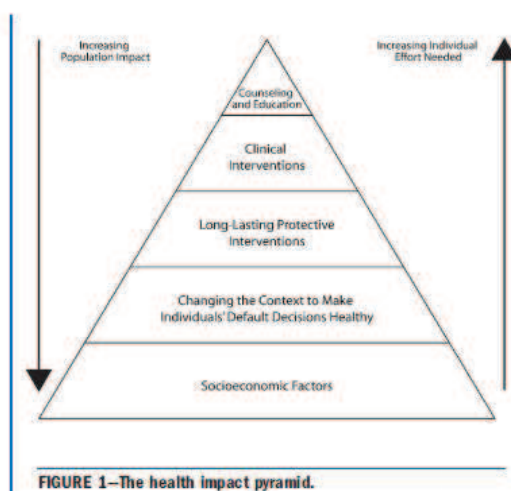 Increasing
Population Impact
Increasing Individual
Effort Needed
Counseling
and Education
Clinical
Interventions
Long-Lasting Protective
Interventions
Changing the Context to Make
Individuals' Default Decisions Healthy
Socioeconomic Factors
FIGURE 1—The health impact pyramid.